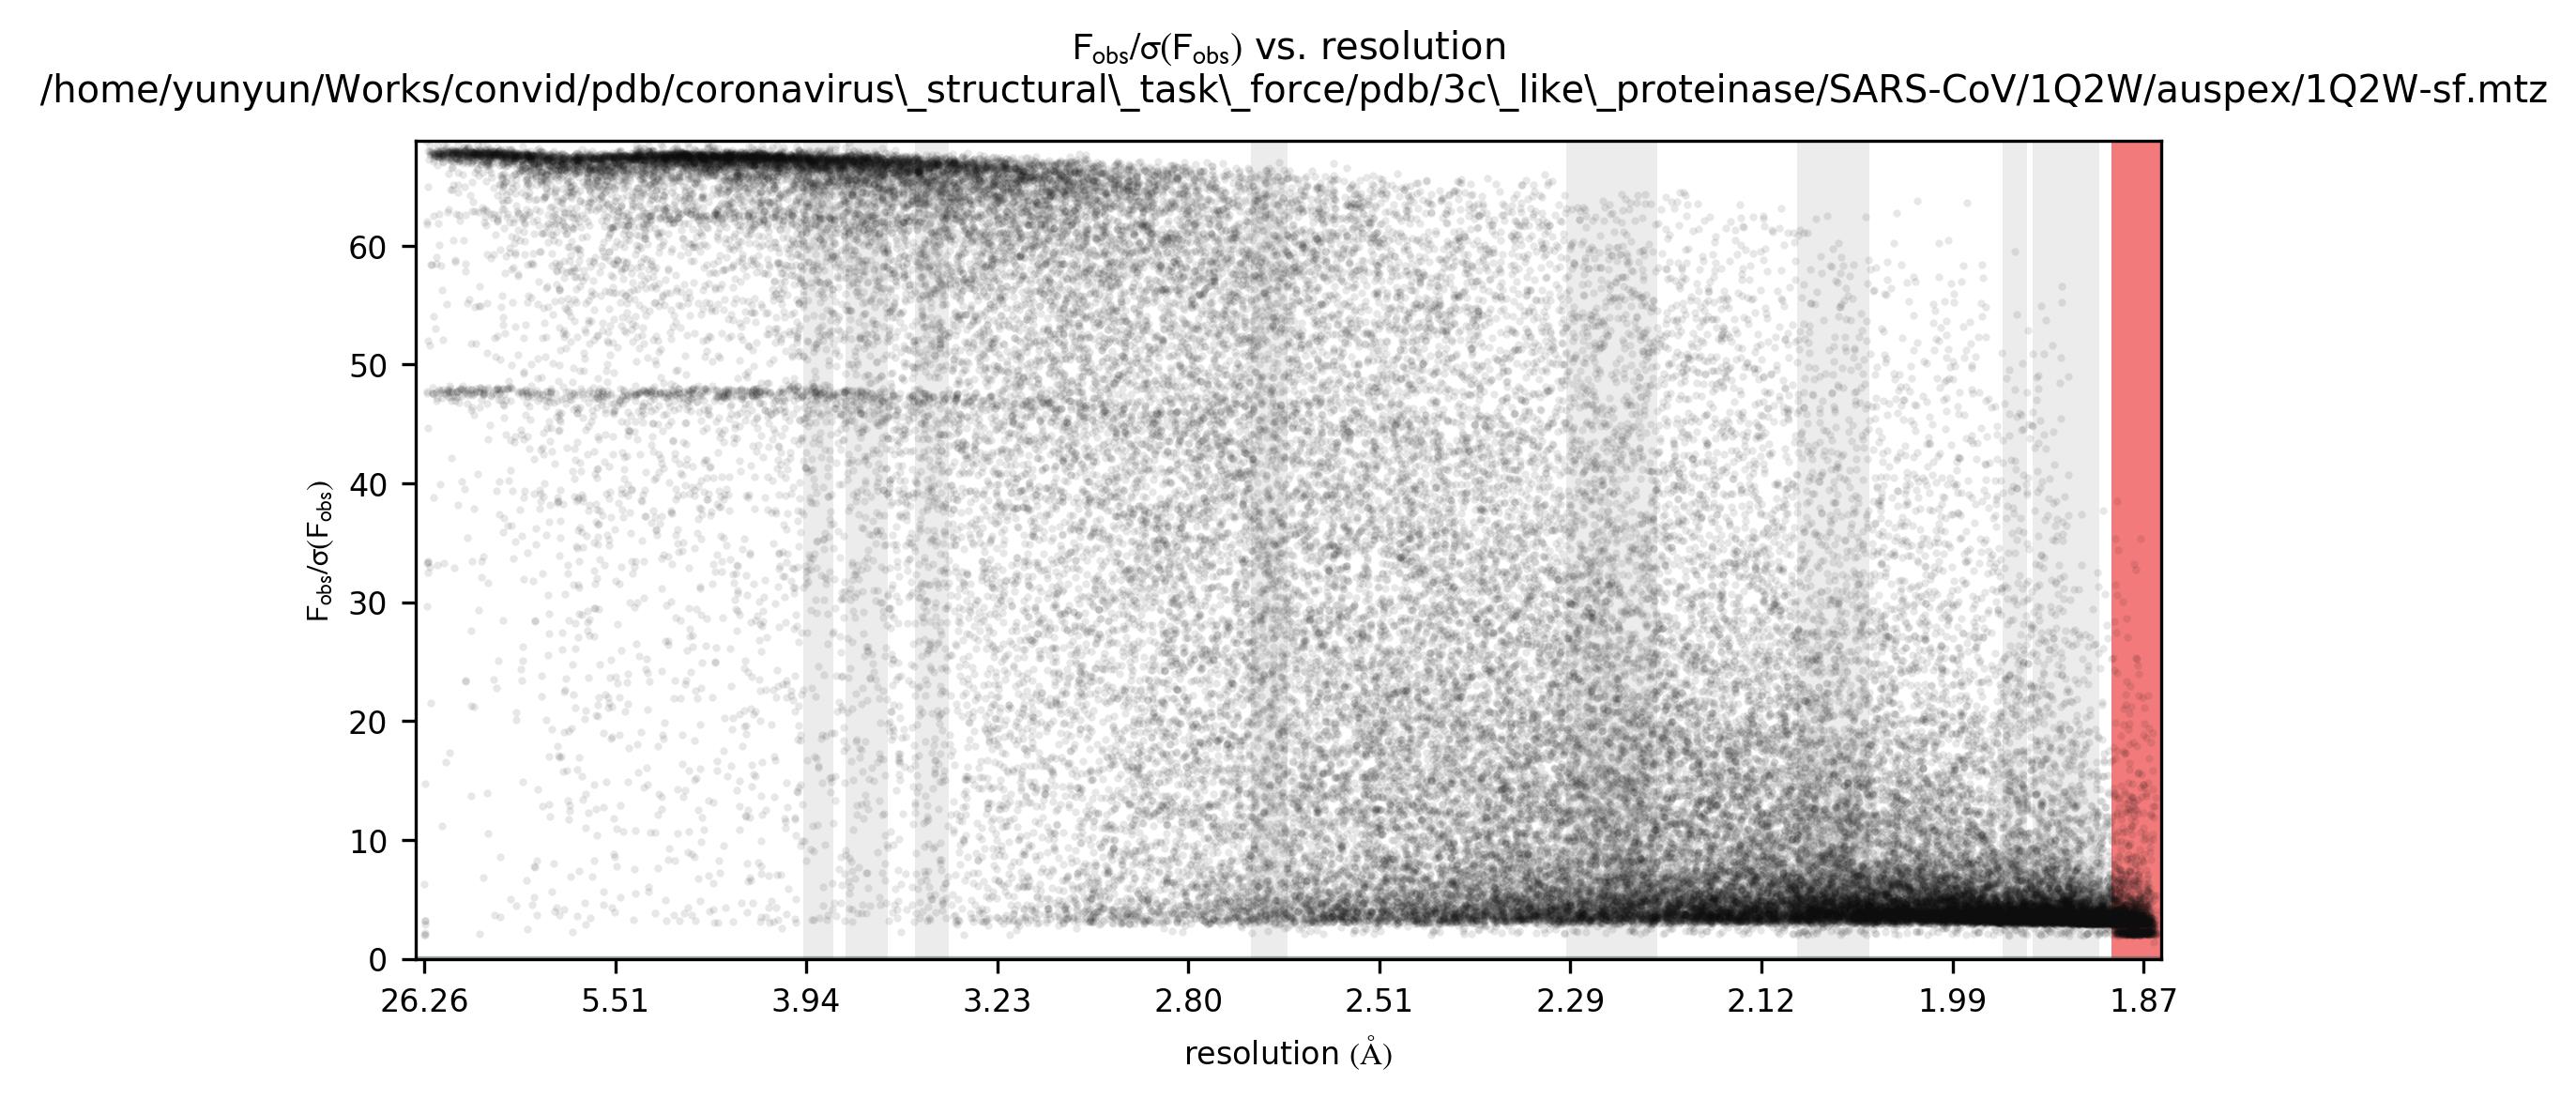 Fobs/σ(Fobs) vs. resolution
/home/yunyun/Works/convid/pdb/coronavirus\_structural\_task\_force/pdb/3c\_like\_proteinase/SARS-CoV/1Q2W/auspex/1Q2W-sf.mtz
Fobs/σ(Fobs)
60
50
40
30
20
10
0
26.26 5.51 3.94 3.23 2.80 2.51 2.29 2.12 1.99 1.87
resolution (Å)